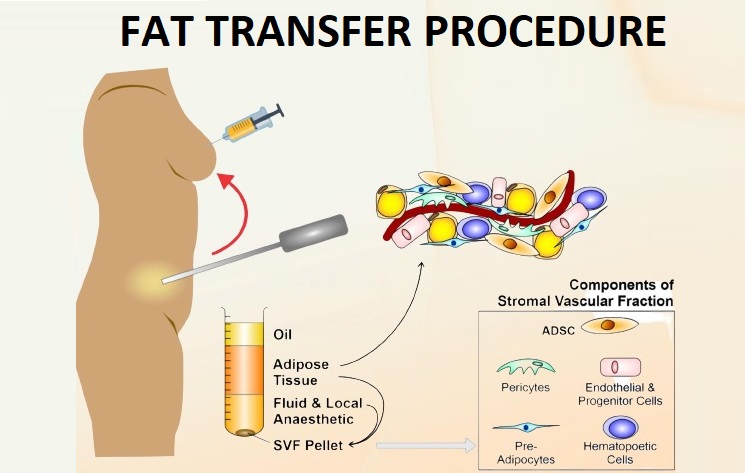 FAT TRANSFER PROCEDURE
Oil
Adipose
Tissue
Fluid & Local
Anaesthetic
SVF Pellet
Components of
Stromal Vascular Fraction
ADSC
Pericytes
Endothelial &
Progenitor Cells
Pre-
Adipocytes
Hematopoetic
Cells